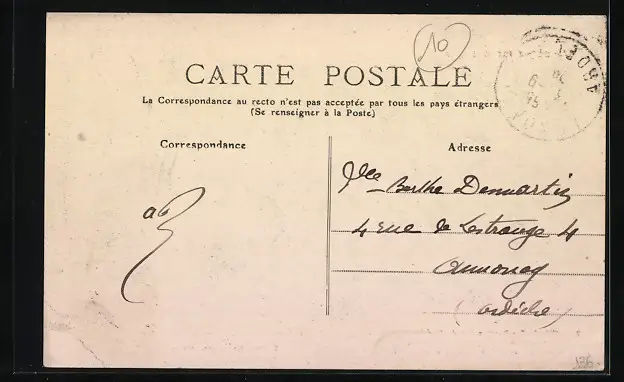 10
CARTE POSTALE
La Correspondance au recto n'est pas acceptée par tous les pays étrangers
(Se renseigner à la Poste)
Correspondance
Adresse
Mlle Berthe Demartin
4 rue de Lestrange 4
Annonay
(Ardèche)